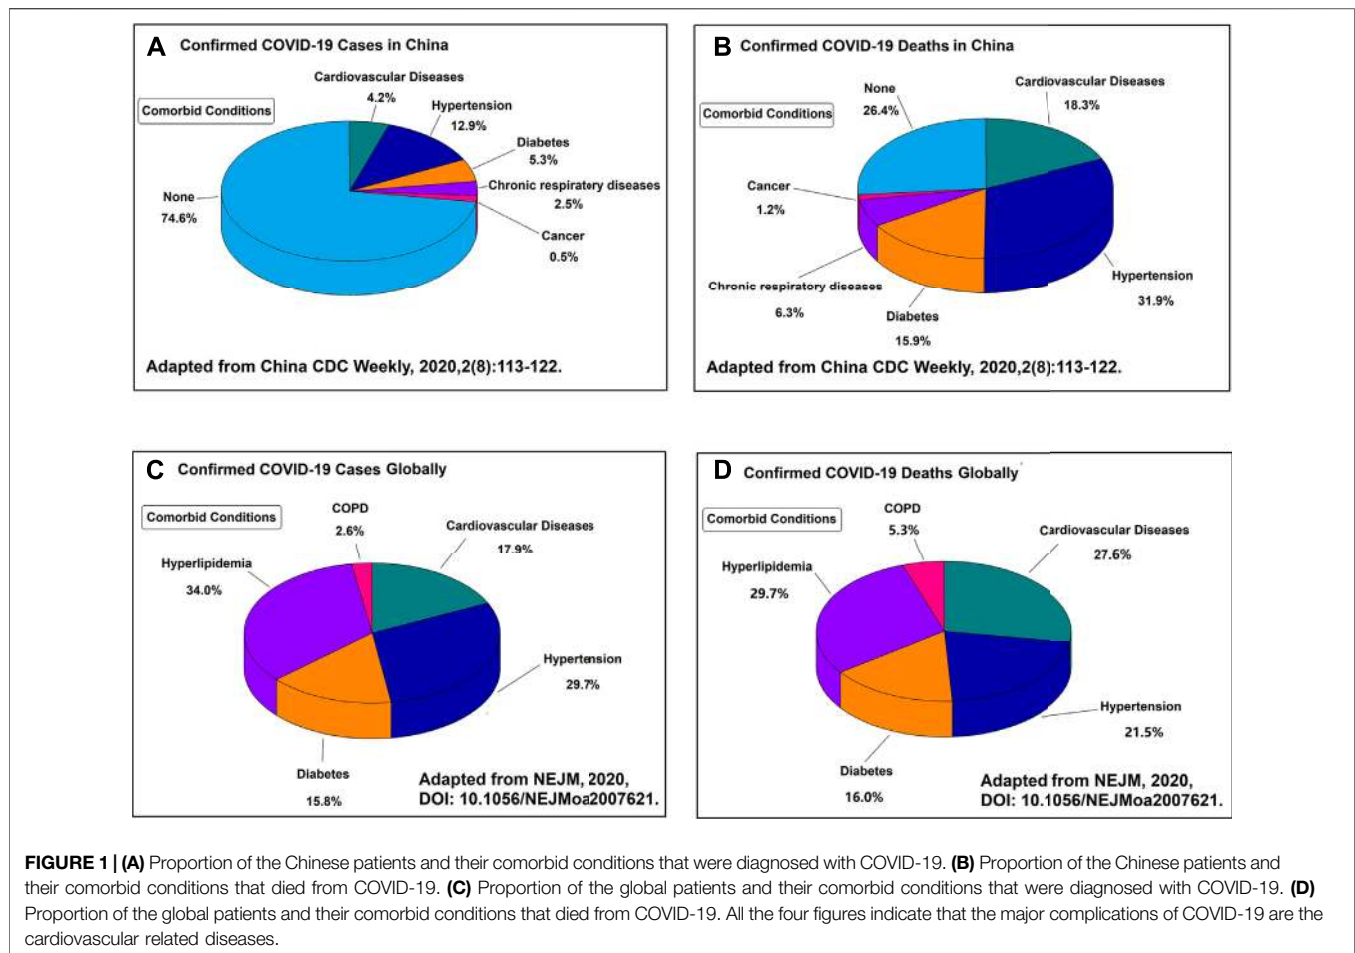 A Confirmed COVID-19 Cases in China
Cardiovascular Diseases
4.2%
Comorbid Conditions
Hypertension
12.9%
Diabetes
5.3%
Chronic respiratory diseases
2.5%
None
74.6%
Cancer
0.5%
Adapted from China CDC Weekly, 2020,2(8):113-122.
B Confirmed COVID-19 Deaths in China
Cardiovascular Diseases
18.3%
None
26.4%
Comorbid Conditions
Cancer
1.2%
Hypertension
31.9%
Chronic respiratory diseases
6.3%
Diabetes
15.9%
Adapted from China CDC Weekly, 2020,2(8):113-122.
C Confirmed COVID-19 Cases Globally
COPD
2.6%
Comorbid Conditions
Cardiovascular Diseases
17.9%
Hyperlipidemia
34.0%
Hypertension
29.7%
Diabetes
15.8%
Adapted from NEJM, 2020,
DOI: 10.1056/NEJMoa2007621.
D Confirmed COVID-19 Deaths Globally
COPD
5.3%
Comorbid Conditions
Cardiovascular Diseases
27.6%
Hyperlipidemia
29.7%
Hypertension
21.5%
Diabetes
16.0%
Adapted from NEJM, 2020,
DOI: 10.1056/NEJMoa2007621.
FIGURE 1 | (A) Proportion of the Chinese patients and their comorbid conditions that were diagnosed with COVID-19. (B) Proportion of the Chinese patients and
their comorbid conditions that died from COVID-19. (C) Proportion of the global patients and their comorbid conditions that were diagnosed with COVID-19. (D)
Proportion of the global patients and their comorbid conditions that died from COVID-19. All the four figures indicate that the major complications of COVID-19 are the
cardiovascular related diseases.